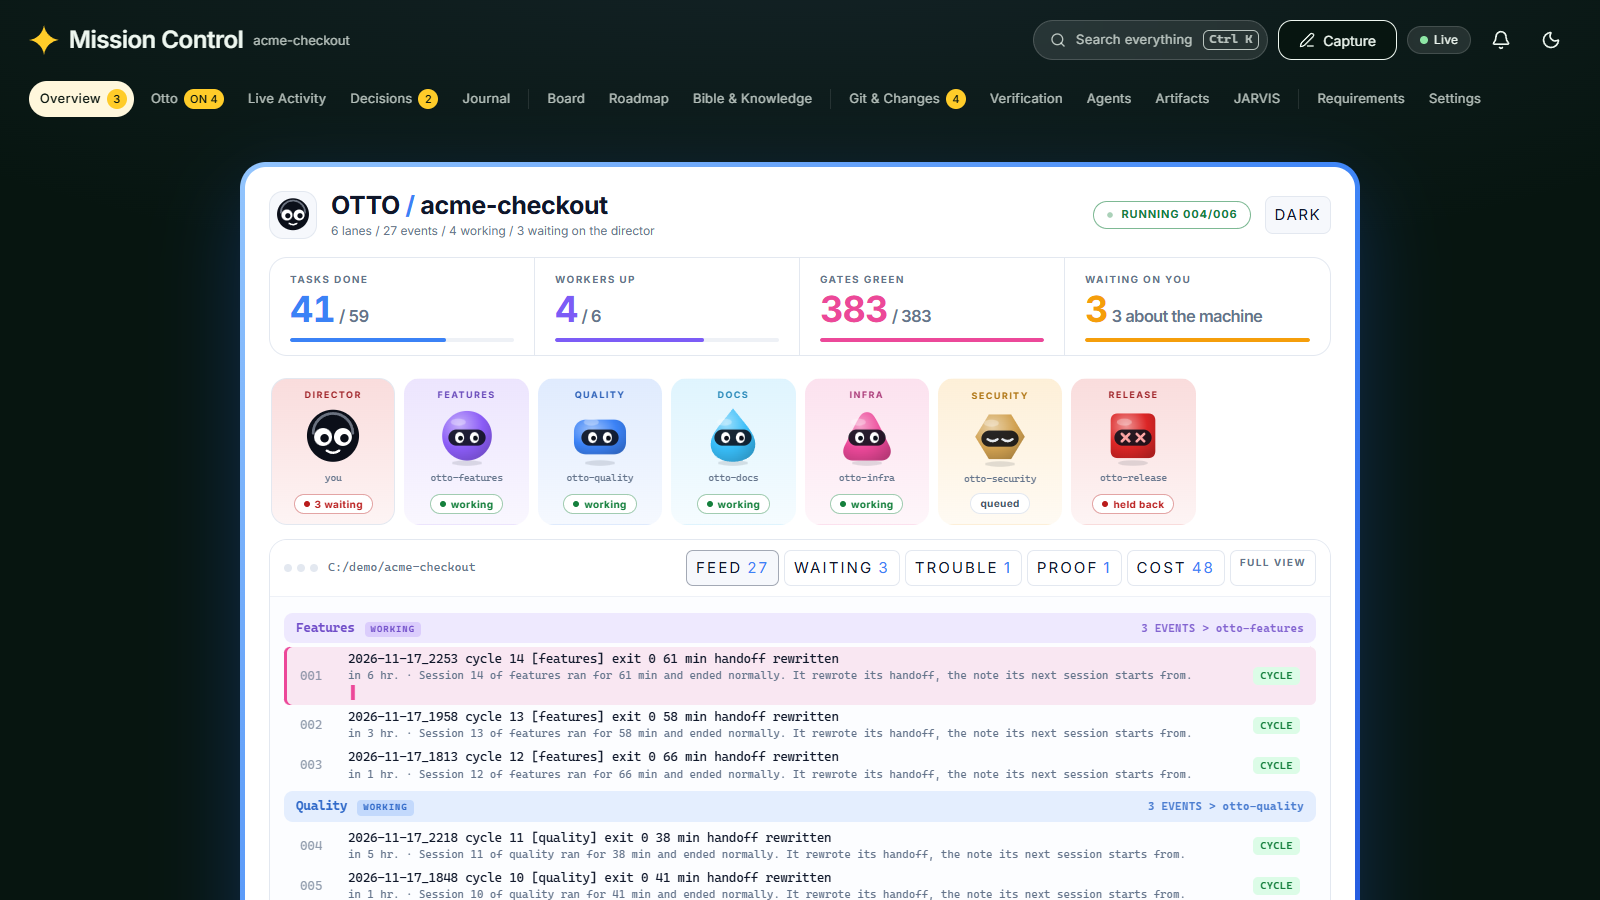 Mission Control acme-checkout
Search everything Ctrl K
Capture
Live
Overview 3
Otto ON 4
Live Activity
Decisions 2
Journal
Board
Roadmap
Bible & Knowledge
Git & Changes 4
Verification
Agents
Artifacts
JARVIS
Requirements
Settings
OTTO / acme-checkout
6 lanes / 27 events / 4 working / 3 waiting on the director
RUNNING 004/006
DARK
TASKS DONE
41 / 59
WORKERS UP
4 / 6
GATES GREEN
383 / 383
WAITING ON YOU
3 3 about the machine
DIRECTOR
you
3 waiting
FEATURES
otto-features
working
QUALITY
otto-quality
working
DOCS
otto-docs
working
INFRA
otto-infra
working
SECURITY
otto-security
queued
RELEASE
otto-release
held back
C:/demo/acme-checkout
FEED 27
WAITING 3
TROUBLE 1
PROOF 1
COST 48
FULL VIEW
Features WORKING
3 EVENTS > otto-features
001
2026-11-17_2253 cycle 14 [features] exit 0 61 min handoff rewritten
in 6 hr. · Session 14 of features ran for 61 min and ended normally. It rewrote its handoff, the note its next session starts from.
CYCLE
002
2026-11-17_1958 cycle 13 [features] exit 0 58 min handoff rewritten
in 3 hr. · Session 13 of features ran for 58 min and ended normally. It rewrote its handoff, the note its next session starts from.
CYCLE
003
2026-11-17_1813 cycle 12 [features] exit 0 66 min handoff rewritten
in 1 hr. · Session 12 of features ran for 66 min and ended normally. It rewrote its handoff, the note its next session starts from.
CYCLE
Quality WORKING
3 EVENTS > otto-quality
004
2026-11-17_2218 cycle 11 [quality] exit 0 38 min handoff rewritten
in 5 hr. · Session 11 of quality ran for 38 min and ended normally. It rewrote its handoff, the note its next session starts from.
CYCLE
005
2026-11-17_1848 cycle 10 [quality] exit 0 41 min handoff rewritten
in 1 hr. · Session 10 of quality ran for 41 min and ended normally. It rewrote its handoff, the note its next session starts from.
CYCLE